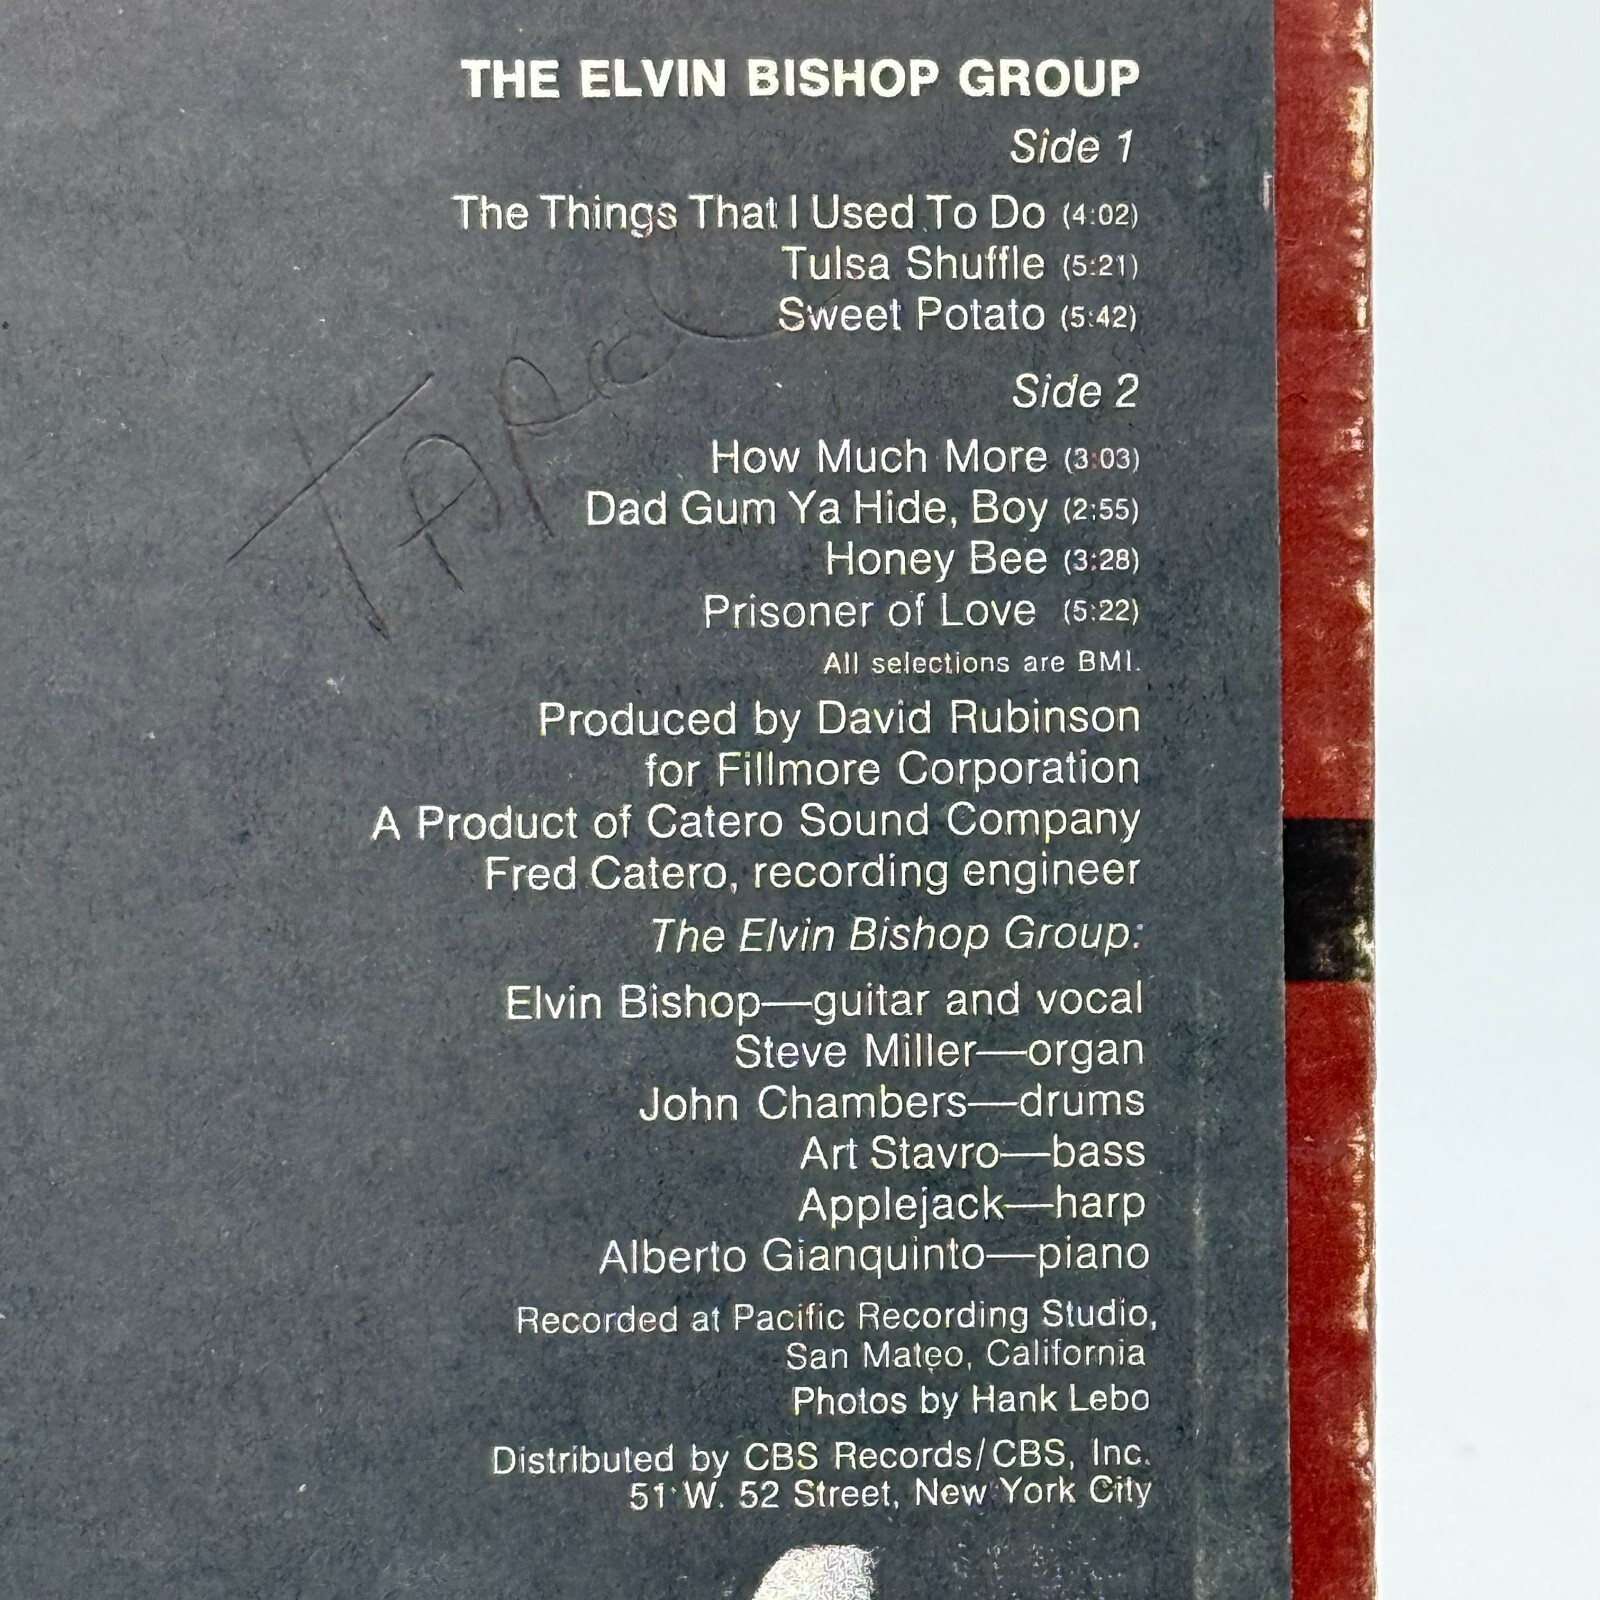 THE ELVIN BISHOP GROUP
Side 1
The Things That I Used To Do (4:02)
Tulsa Shuffle (5:21)
Sweet Potato (5:42)
Side 2
How Much More (3:03)
Dad Gum Ya Hide, Boy (2:55)
Honey Bee (3:28)
Prisoner of Love (5:22)
All selections are BMI.
Produced by David Rubinson
for Fillmore Corporation
A Product of Catero Sound Company
Fred Catero, recording engineer
The Elvin Bishop Group:
Elvin Bishop—guitar and vocal
Steve Miller—organ
John Chambers—drums
Art Stavro—bass
Applejack—harp
Alberto Gianquinto—piano
Recorded at Pacific Recording Studio,
San Mateo, California
Photos by Hank Lebo
Distributed by CBS Records/CBS, Inc.
51 W. 52 Street, New York City